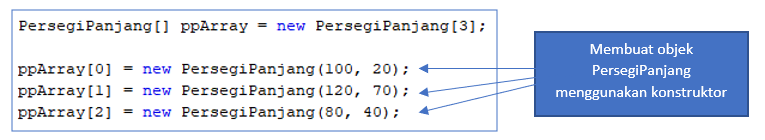 PersegiPanjang[] ppArray = new PersegiPanjang[3];
ppArray[0] = new PersegiPanjang(100, 20);
ppArray[1] = new PersegiPanjang(120, 70);
ppArray[2] = new PersegiPanjang(80, 40);
Membuat objek
PersegiPanjang
menggunakan konstruktor